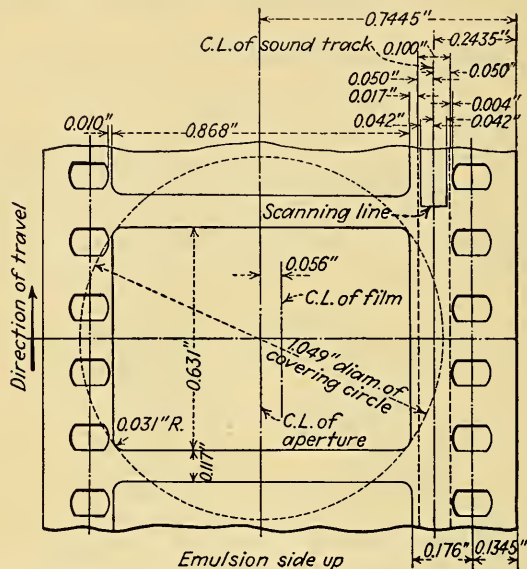 0.7445"
C.L. of sound track
0.100"
0.2435"
0.050"
0.050"
0.017"
0.004"
0.010"
0.868"
0.042"
0.042"
Scanning line
Direction of travel
0.056"
C.L. of film
0.631"
1.049" diam. of
covering circle
0.031" R.
C.L. of
aperture
0.117"
0.176"
0.1345"
Emulsion side up